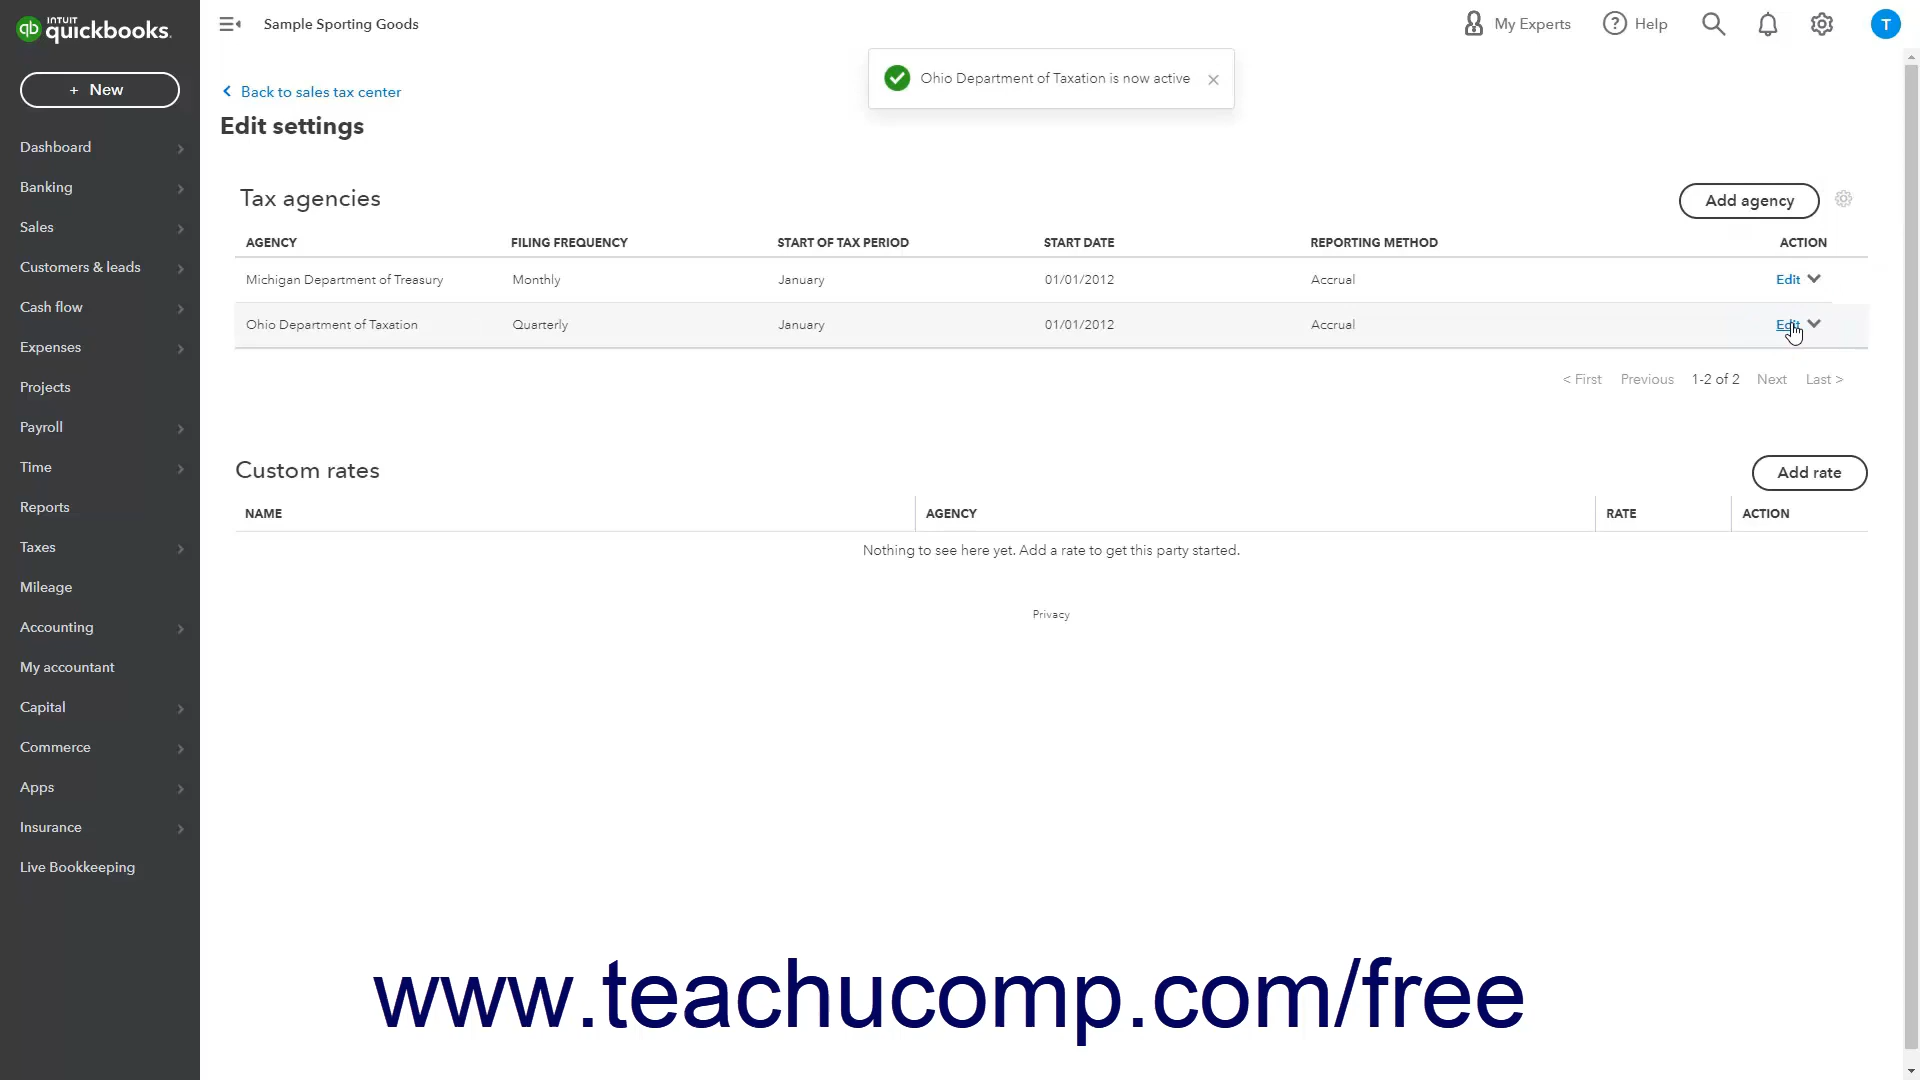 INTUIT
qb quickbooks.
Sample Sporting Goods
My Experts
Help
T
+ New
Ohio Department of Taxation is now active
Back to sales tax center
Edit settings
Dashboard
Banking
Sales
Customers & leads
Cash flow
Expenses
Projects
Payroll
Time
Reports
Taxes
Mileage
Accounting
My accountant
Capital
Commerce
Apps
Insurance
Live Bookkeeping
Tax agencies
Add agency
AGENCY FILING FREQUENCY START OF TAX PERIOD START DATE REPORTING METHOD ACTION
Michigan Department of Treasury Monthly January 01/01/2012 Accrual Edit
Ohio Department of Taxation Quarterly January 01/01/2012 Accrual Edit
< First Previous 1-2 of 2 Next Last >
Custom rates
Add rate
NAME AGENCY RATE ACTION
Nothing to see here yet. Add a rate to get this party started.
Privacy
www.teachucomp.com/free